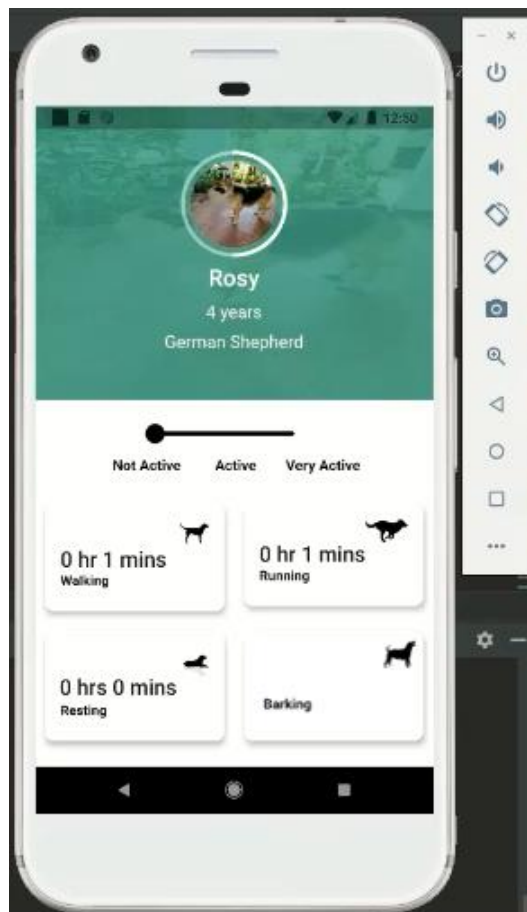 12:50
Rosy
4 years
German Shepherd
Not Active Active Very Active
0 hr 1 mins
Walking
0 hr 1 mins
Running
0 hrs 0 mins
Resting
Barking